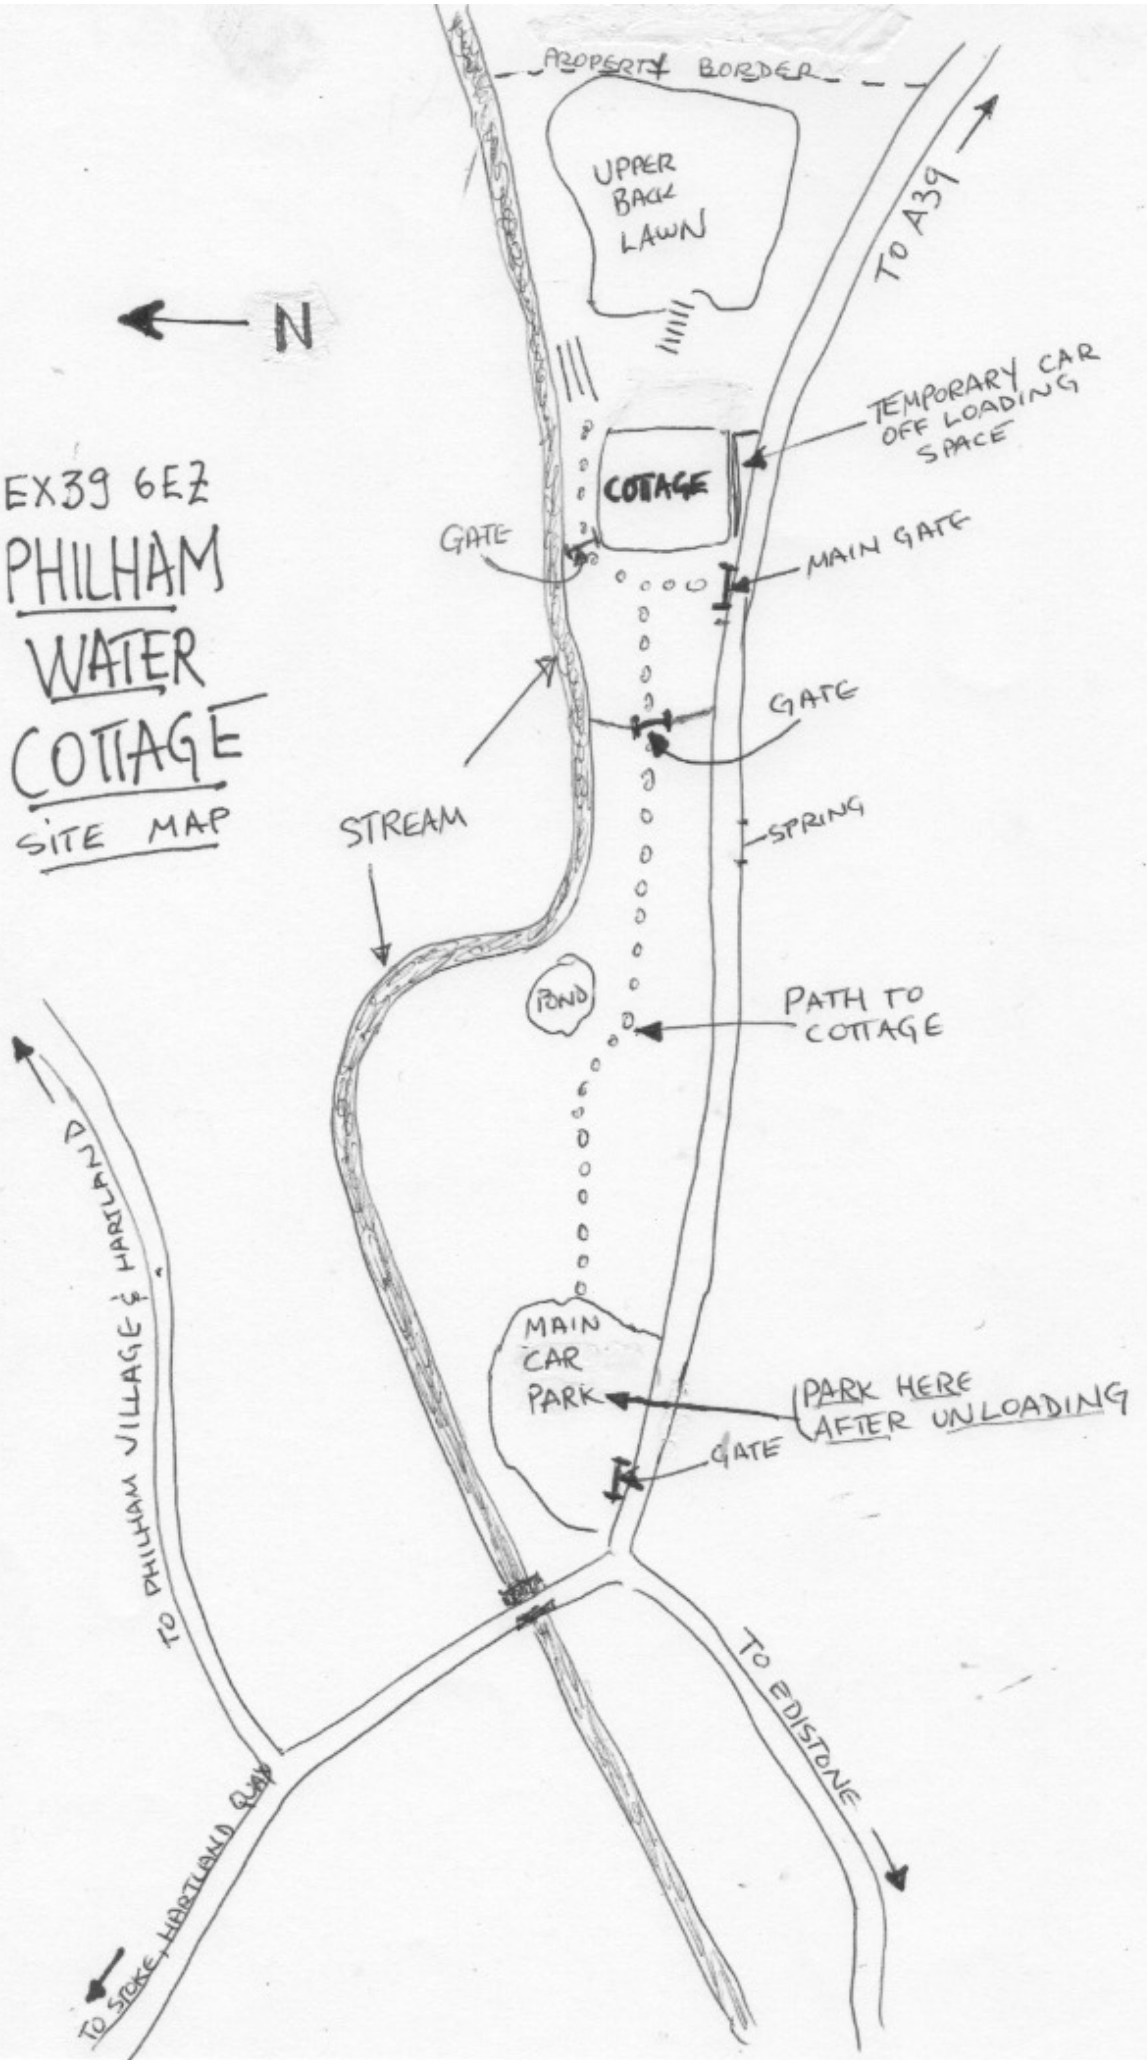 PROPERTY BORDER
UPPER
BACK
LAWN
TO A39
N
TEMPORARY CAR
OFF LOADING
SPACE
EX39 6EZ
PHILHAM
WATER
COTTAGE
SITE MAP
COTTAGE
GATE
MAIN GATE
GATE
SPRING
STREAM
POND
PATH TO
COTTAGE
TO PHILHAM VILLAGE & HARTLAND
MAIN
CAR
PARK
PARK HERE
AFTER UNLOADING
GATE
TO EDISTONE
TO STOKE, HARTLAND QUAY